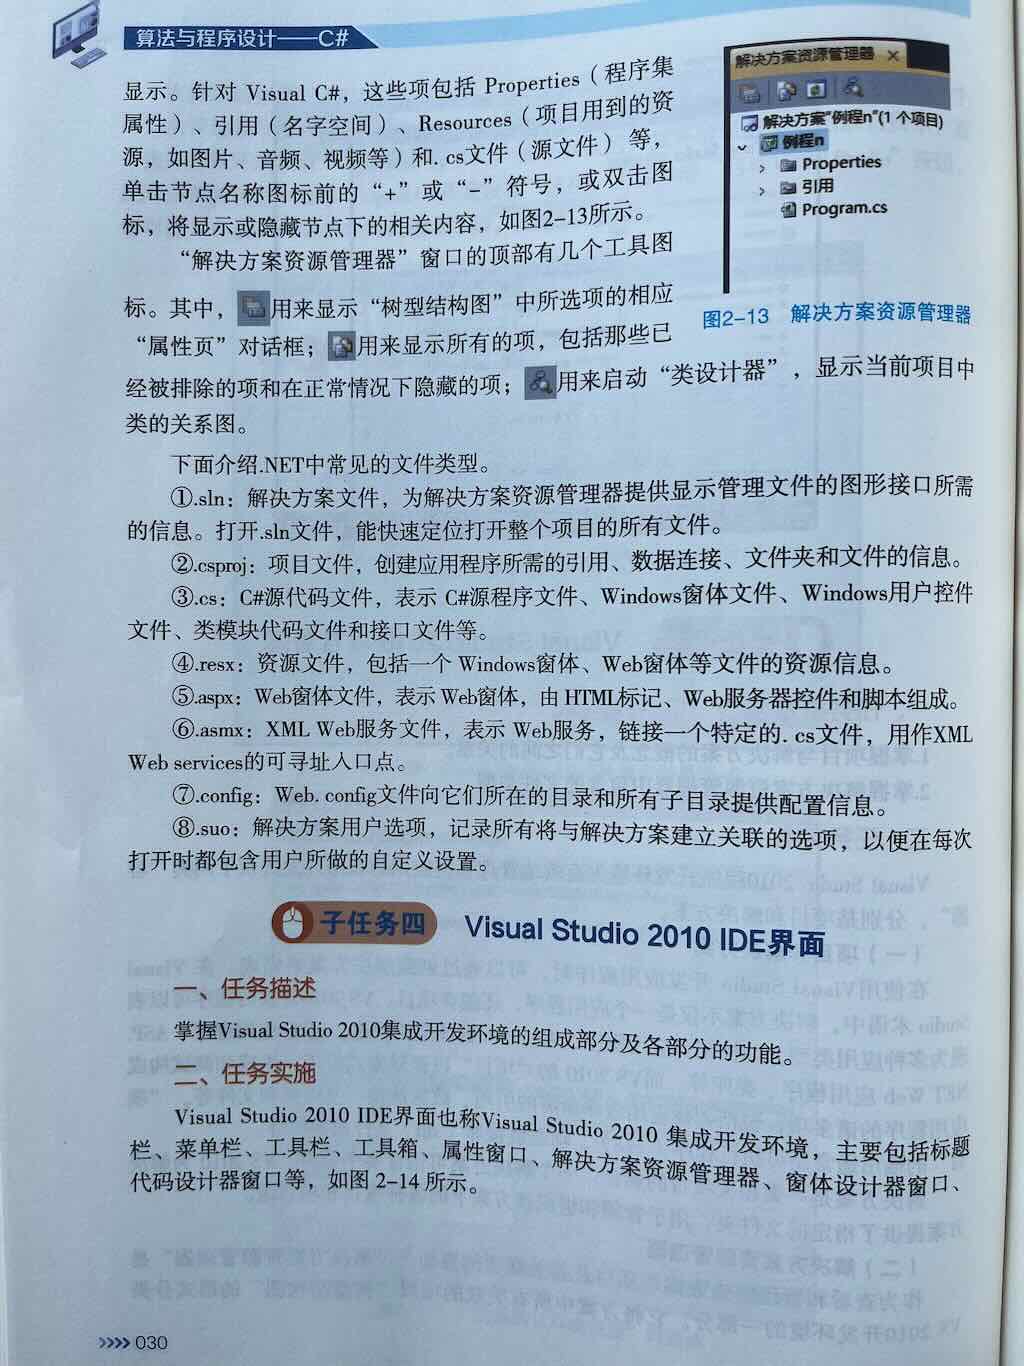 算法与程序设计——C#
显示。针对 Visual C#，这些项包括 Properties（程序集
属性）、引用（名字空间）、Resources（项目用到的资
源，如图片、音频、视频等）和. cs文件（源文件）等，
单击节点名称图标前的“+”或“-”符号，或双击图
标，将显示或隐藏节点下的相关内容，如图2-13所示。
“解决方案资源管理器”窗口的顶部有几个工具图
标。其中，用来显示“树型结构图”中所选项的相应
“属性页”对话框；用来显示所有的项，包括那些已
经被排除的项和在正常情况下隐藏的项；用来启动“类设计器”，显示当前项目中
类的关系图。
解决方案资源管理器
解决方案"例程n"(1 个项目)
例程n
Properties
引用
Program.cs
图2-13 解决方案资源管理器
下面介绍.NET中常见的文件类型。
①.sln：解决方案文件，为解决方案资源管理器提供显示管理文件的图形接口所需
的信息。打开.sln文件，能快速定位打开整个项目的所有文件。
②.csproj：项目文件，创建应用程序所需的引用、数据连接、文件夹和文件的信息。
③.cs：C#源代码文件，表示 C#源程序文件、Windows窗体文件、Windows用户控件
文件、类模块代码文件和接口文件等。
④.resx：资源文件，包括一个 Windows窗体、Web窗体等文件的资源信息。
⑤.aspx：Web窗体文件，表示 Web窗体，由 HTML标记、Web服务器控件和脚本组成。
⑥.asmx：XML Web服务文件，表示 Web服务，链接一个特定的. cs文件，用作XML
Web services的可寻址入口点。
⑦.config：Web. config文件向它们所在的目录和所有子目录提供配置信息。
⑧.suo：解决方案用户选项，记录所有将与解决方案建立关联的选项，以便在每次
打开时都包含用户所做的自定义设置。
子任务四 Visual Studio 2010 IDE界面
一、任务描述
掌握Visual Studio 2010集成开发环境的组成部分及各部分的功能。
二、任务实施
Visual Studio 2010 IDE界面也称Visual Studio 2010 集成开发环境，主要包括标题
栏、菜单栏、工具栏、工具箱、属性窗口、解决方案资源管理器、窗体设计器窗口、
代码设计器窗口等，如图 2-14 所示。
030